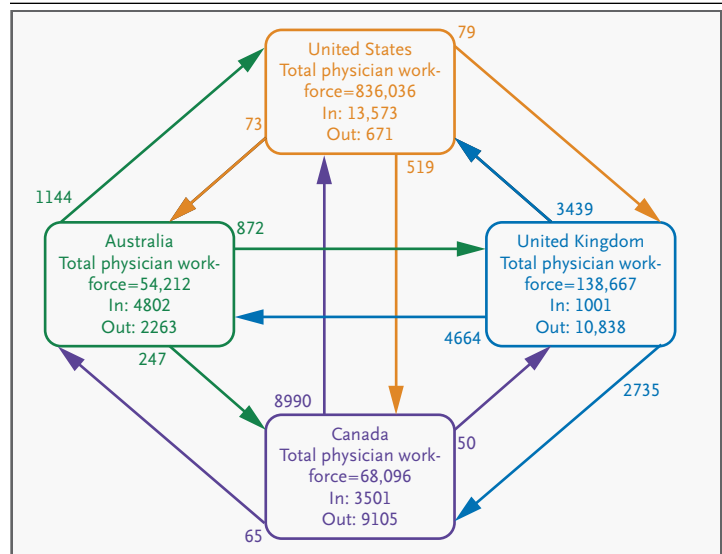 79
United States
Total physician work-
force=836,036
In: 13,573
Out: 671
73
519
1144
3439
872
Australia
Total physician work-
force=54,212
In: 4802
Out: 2263
United Kingdom
Total physician work-
force=138,667
In: 1001
Out: 10,838
4664
247
2735
8990
50
Canada
Total physician work-
force=68,096
In: 3501
Out: 9105
65